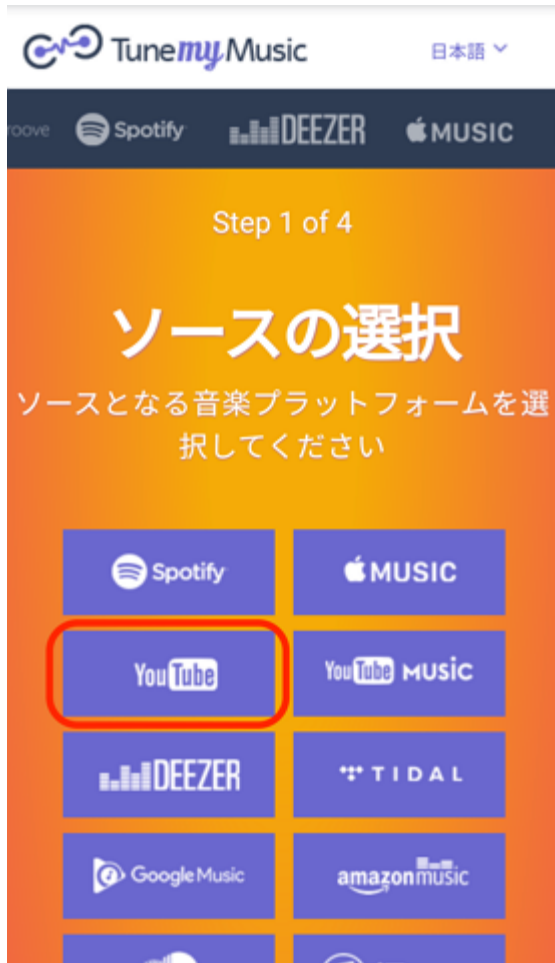 TunemyMusic
日本語
roove Spotify DEEZER MUSIC
Step 1 of 4
ソースの選択
ソースとなる音楽プラットフォームを選
択してください
Spotify MUSIC
YouTube YouTube MUSIC
DEEZER TIDAL
Google Music amazon music